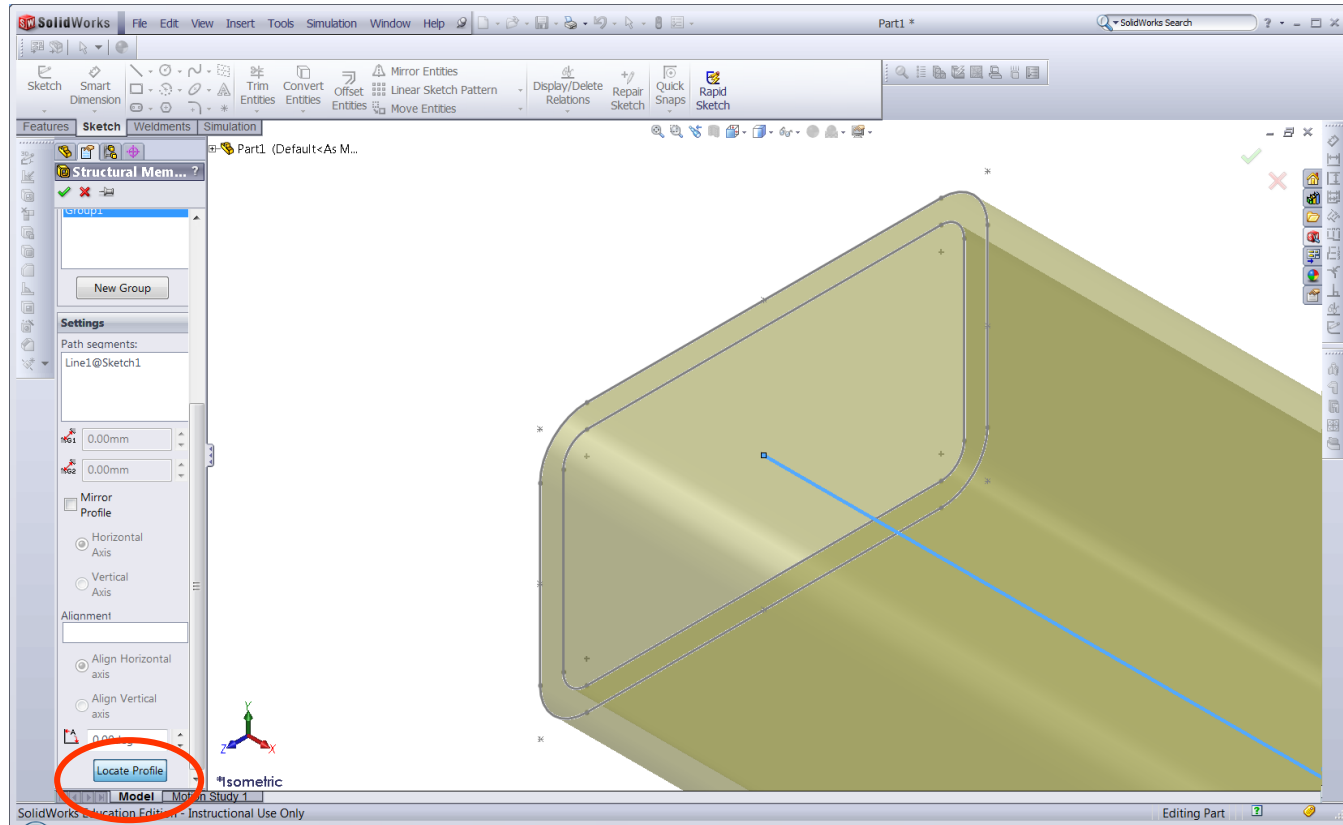 SolidWorks File Edit View Insert Tools Simulation Window Help Part1 * SolidWorks Search ?
Sketch Smart Dimension Trim Entities Convert Entities Offset Entities Mirror Entities Linear Sketch Pattern Move Entities Display/Delete Relations Repair Sketch Quick Snaps Rapid Sketch
Features Sketch Weldments Simulation
Part1 (Default<As M...
Structural Mem... ?
Group1
New Group
Settings
Path segments:
Line1@Sketch1
G1 0.00mm
G2 0.00mm
Mirror
Profile
Horizontal
Axis
Vertical
Axis
Alignment
Align Horizontal
axis
Align Vertical
axis
Y
Z X
Locate Profile
*Isometric
Model Motion Study 1
SolidWorks Education Edition - Instructional Use Only Editing Part ?